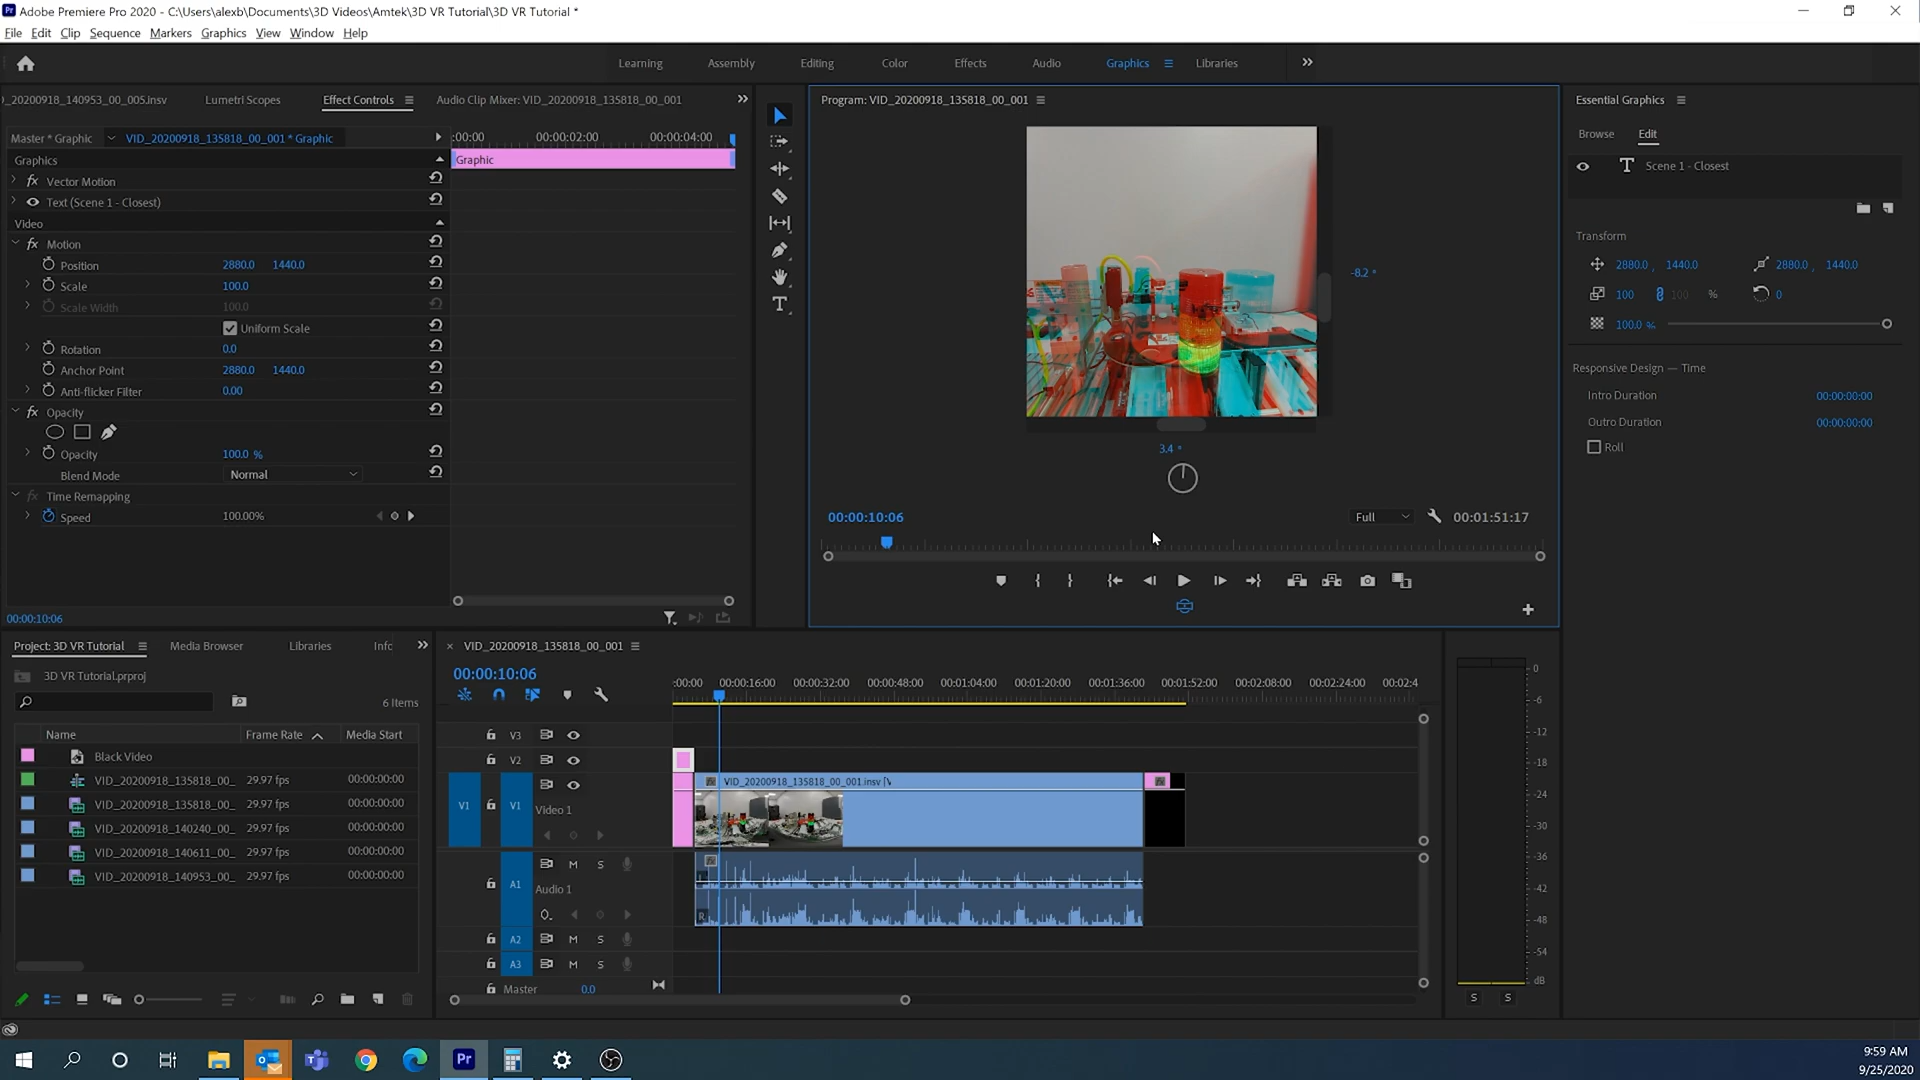 Adobe Premiere Pro 2020 - C:\Users\alexb\Documents\3D Videos\Amtek\3D VR Tutorial\3D VR Tutorial *
File Edit Clip Sequence Markers Graphics View Window Help
Learning Assembly Editing Color Effects Audio Graphics Libraries
_20200918_140953_00_005.insv Lumetri Scopes Effect Controls Audio Clip Mixer: VID_20200918_135818_00_001
Program: VID_20200918_135818_00_001
Essential Graphics
Browse Edit
Master * Graphic VID_20200918_135818_00_001 * Graphic :00:00 00:00:02:00 00:00:04:00
Graphics Graphic
Scene 1 - Closest
fx Vector Motion
Text (Scene 1 - Closest)
Video
fx Motion
Position 2880.0 1440.0
Scale 100.0
Scale Width 100.0
Uniform Scale
Rotation 0.0
Anchor Point 2880.0 1440.0
Anti-flicker Filter 0.00
fx Opacity
Opacity 100.0 %
Blend Mode Normal
fx Time Remapping
Speed 100.00%
00:00:10:06
-8.2 °
3.4 °
00:00:10:06 Full 00:01:51:17
Transform
2880.0 , 1440.0 2880.0 , 1440.0
100 100 % 0
100.0 %
Responsive Design — Time
Intro Duration 00:00:00:00
Outro Duration 00:00:00:00
Roll
Project: 3D VR Tutorial Media Browser Libraries Info
3D VR Tutorial.prproj
6 Items
Name Frame Rate Media Start
Black Video
VID_20200918_135818_00_ 29.97 fps 00:00:00:00
VID_20200918_135818_00_ 29.97 fps 00:00:00:00
VID_20200918_140240_00_ 29.97 fps 00:00:00:00
VID_20200918_140611_00_ 29.97 fps 00:00:00:00
VID_20200918_140953_00_ 29.97 fps 00:00:00:00
× VID_20200918_135818_00_001
00:00:10:06
:00:00 00:00:16:00 00:00:32:00 00:00:48:00 00:01:04:00 00:01:20:00 00:01:36:00 00:01:52:00 00:02:08:00 00:02:24:00 00:02:4
V3
V2
V1 V1 Video 1
fx VID_20200918_135818_00_001.insv [V
fx
A1 M S
Audio 1
fx
L
R
A2 M S
A3 M S
Master 0.0
0
-6
-12
-18
-24
-30
-36
-42
-48
-54
dB
S S
Pr
9:59 AM
9/25/2020